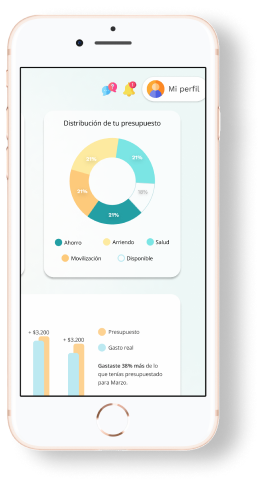 Mi perfil
Distribución de tu presupuesto
21%
21%
21%
21%
16%
Ahorro
Arriendo
Salud
Movilización
Disponible
+ $3.200
+ $3.200
Presupuesto
Gasto real
Gastaste 38% más de lo
que tenías presupuestado
para Marzo.